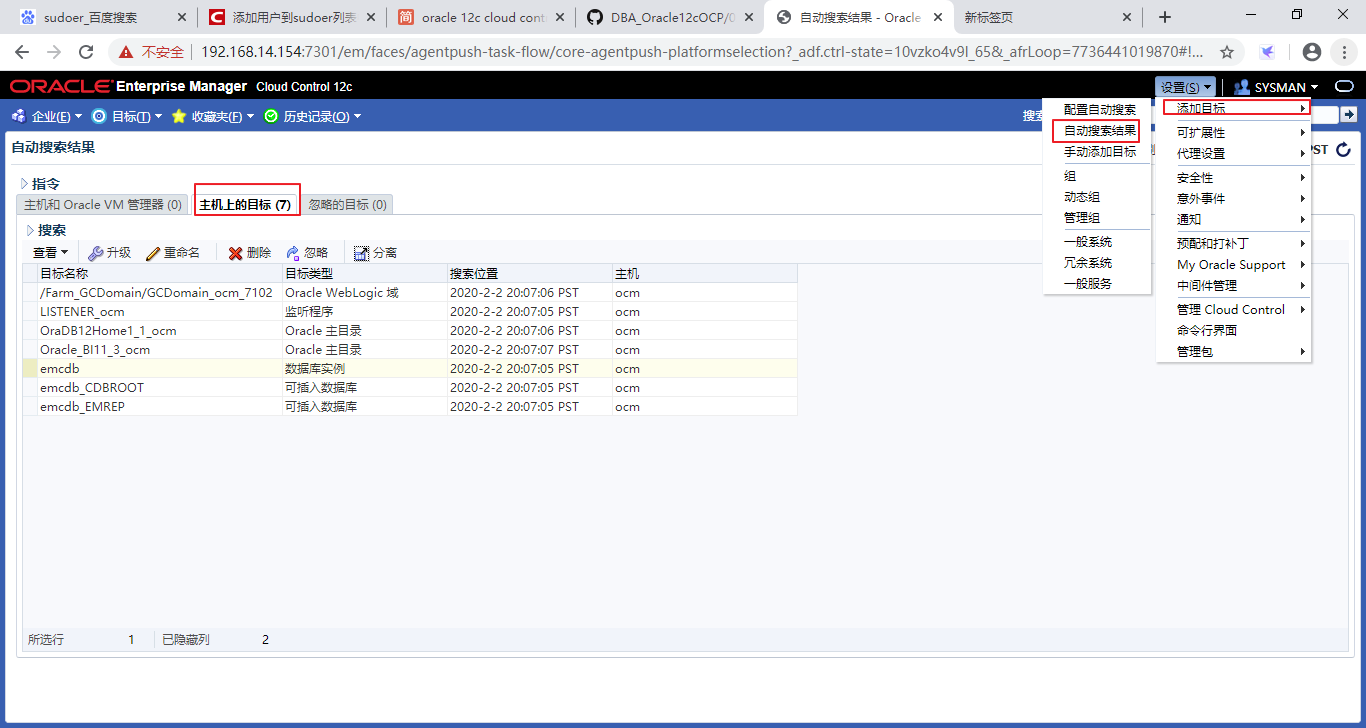 sudoer_百度搜索
添加用户到sudoer列表
oracle 12c cloud cont
DBA_Oracle12cOCP/0
自动搜索结果 - Oracle
新标签页
不安全
192.168.14.154:7301/em/faces/agentpush-task-flow/core-agentpush-platformselection?_adf.ctrl-state=10vzko4v9l_65&_afrLoop=7736441019870#!...
ORACLE Enterprise Manager Cloud Control 12c
设置(S) SYSMAN
企业(E) 目标(T) 收藏夹(F) 历史记录(O)
配置自动搜索
自动搜索结果
手动添加目标
组
动态组
管理组
一般系统
冗余系统
一般服务
添加目标
可扩展性
代理设置
安全性
意外事件
通知
预配和打补丁
My Oracle Support
中间件管理
管理 Cloud Control
命令行界面
管理包
自动搜索结果
指令
主机和 Oracle VM 管理器 (0) 主机上的目标 (7) 忽略的目标 (0)
搜索
查看 升级 重命名 删除 忽略 分离
目标名称 目标类型 搜索位置 主机
/Farm_GCDomain/GCDomain_ocm_7102 Oracle WebLogic 域 2020-2-2 20:07:06 PST ocm
LISTENER_ocm 监听程序 2020-2-2 20:07:05 PST ocm
OraDB12Home1_1_ocm Oracle 主目录 2020-2-2 20:07:06 PST ocm
Oracle_BI11_3_ocm Oracle 主目录 2020-2-2 20:07:07 PST ocm
emcdb 数据库实例 2020-2-2 20:07:05 PST ocm
emcdb_CDBROOT 可插入数据库 2020-2-2 20:07:05 PST ocm
emcdb_EMREP 可插入数据库 2020-2-2 20:07:05 PST ocm
所选行 1 已隐藏列 2